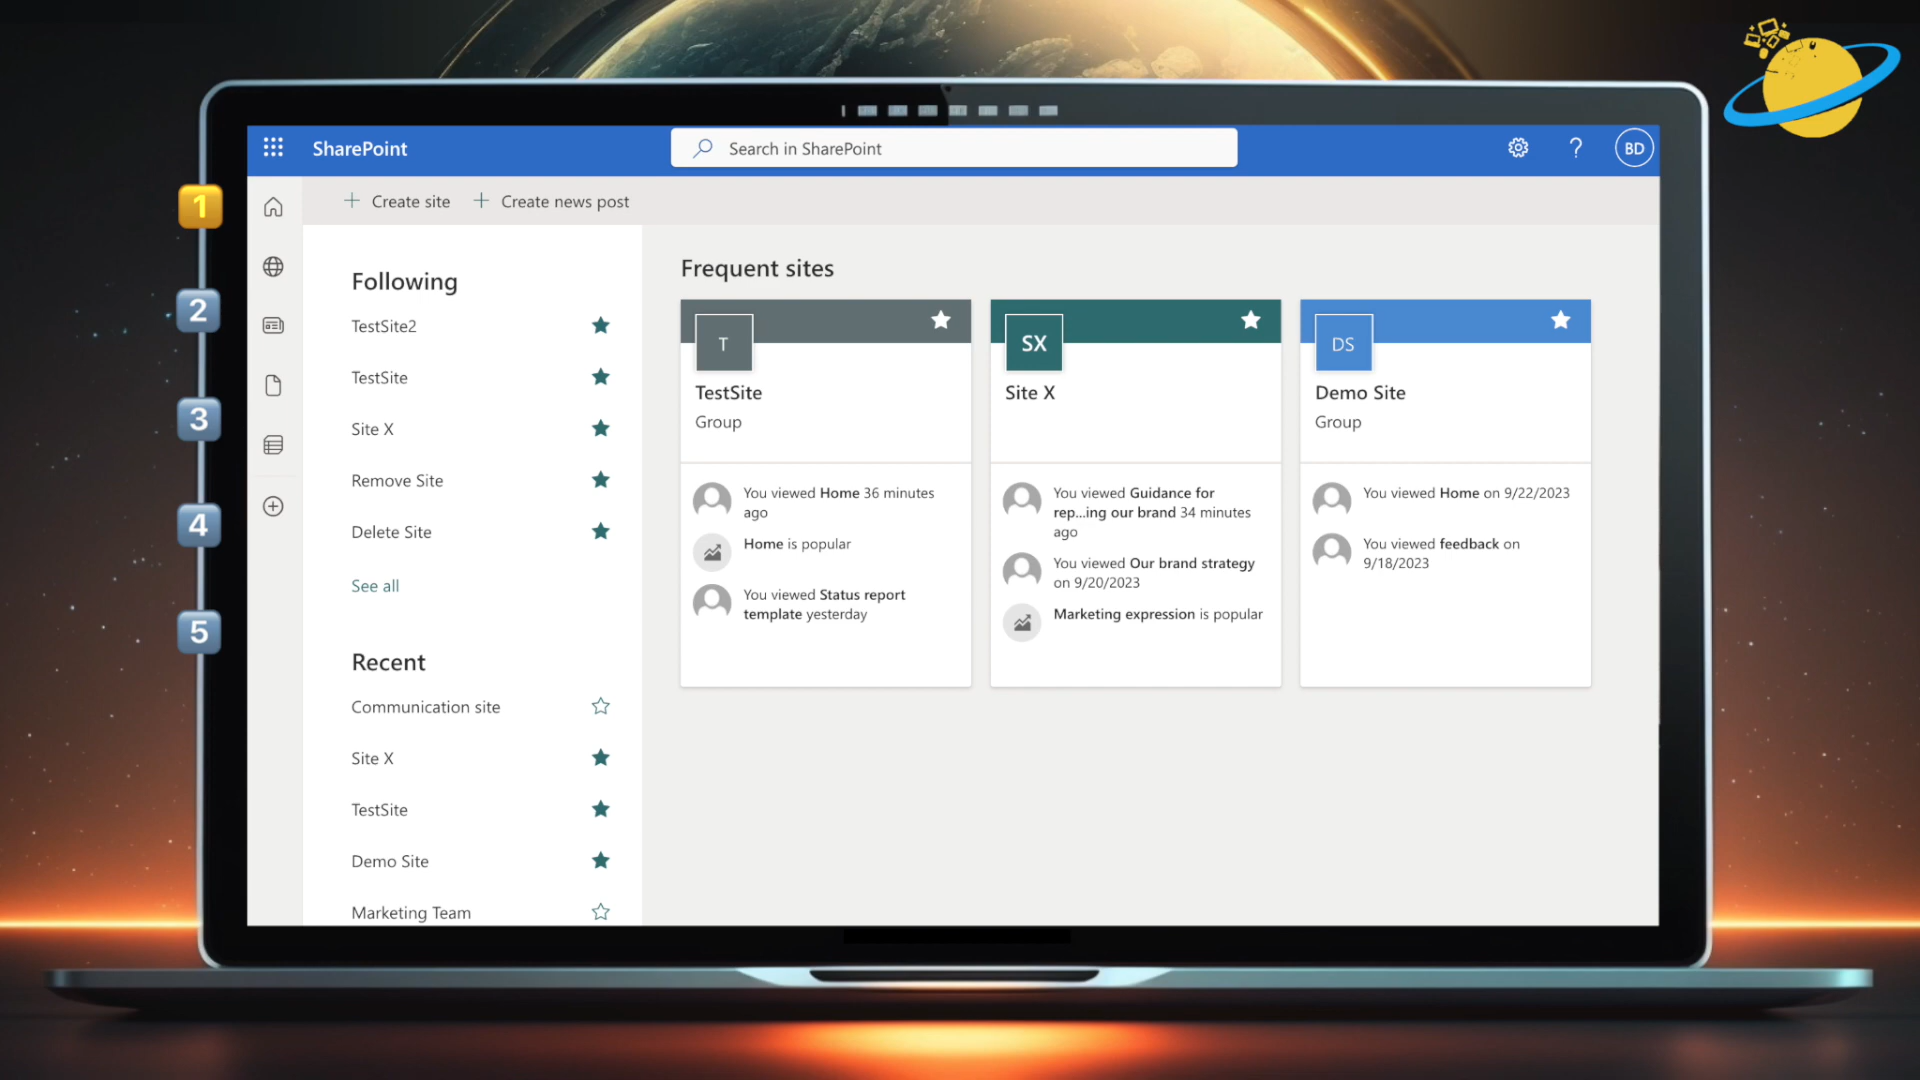 SharePoint
Search in SharePoint
?
BD
1
2
3
4
5
Create site
Create news post
Following
TestSite2
TestSite
Site X
Remove Site
Delete Site
See all
Recent
Communication site
Site X
TestSite
Demo Site
Marketing Team
Frequent sites
T
TestSite
Group
You viewed Home 36 minutes
ago
Home is popular
You viewed Status report
template yesterday
SX
Site X
You viewed Guidance for
rep...ing our brand 34 minutes
ago
You viewed Our brand strategy
on 9/20/2023
Marketing expression is popular
DS
Demo Site
Group
You viewed Home on 9/22/2023
You viewed feedback on
9/18/2023